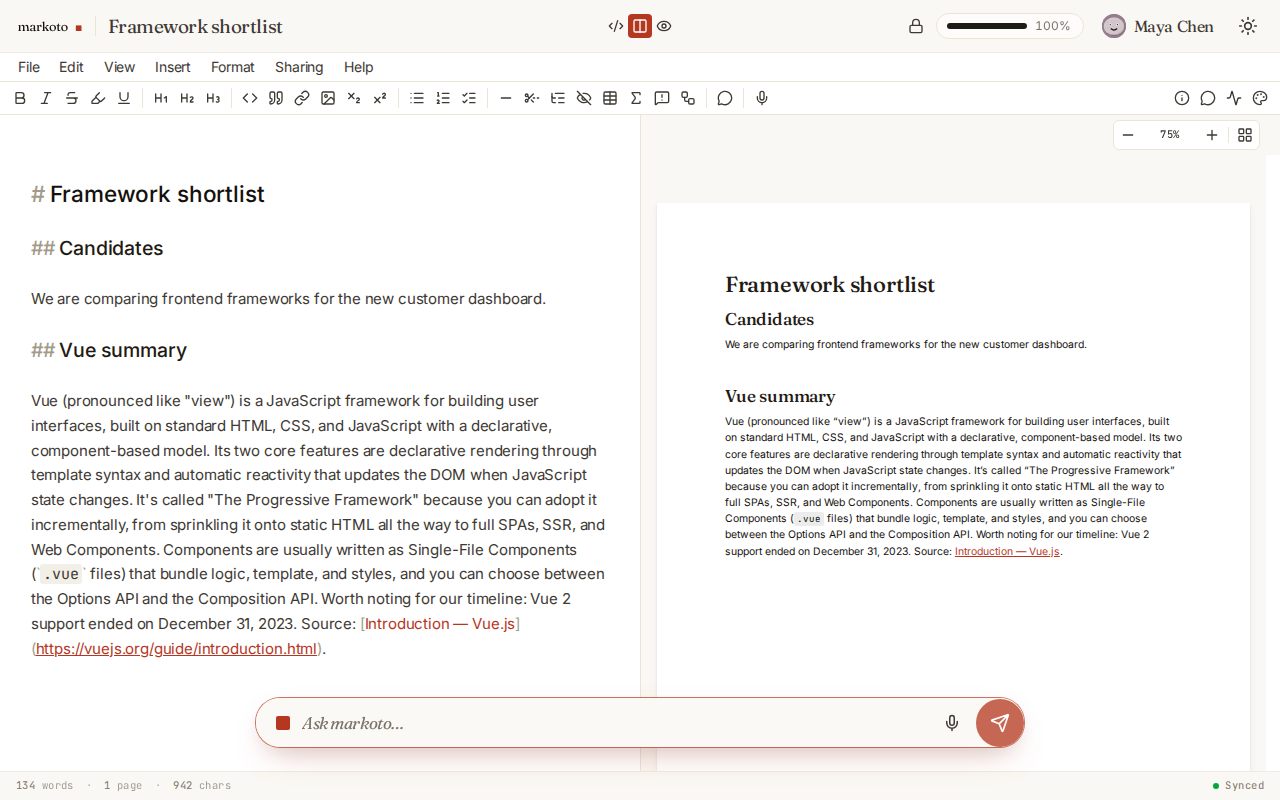 markoto
Framework shortlist
100%
Maya Chen
File Edit View Insert Format Sharing Help
H1 H2 H3
75%
# Framework shortlist
## Candidates
We are comparing frontend frameworks for the new customer dashboard.
## Vue summary
Vue (pronounced like "view") is a JavaScript framework for building user
interfaces, built on standard HTML, CSS, and JavaScript with a declarative,
component-based model. Its two core features are declarative rendering through
template syntax and automatic reactivity that updates the DOM when JavaScript
state changes. It's called "The Progressive Framework" because you can adopt it
incrementally, from sprinkling it onto static HTML all the way to full SPAs, SSR, and
Web Components. Components are usually written as Single-File Components
(`.vue` files) that bundle logic, template, and styles, and you can choose between
the Options API and the Composition API. Worth noting for our timeline: Vue 2
support ended on December 31, 2023. Source: [Introduction — Vue.js]
(https://vuejs.org/guide/introduction.html).
Framework shortlist
Candidates
We are comparing frontend frameworks for the new customer dashboard.
Vue summary
Vue (pronounced like “view”) is a JavaScript framework for building user interfaces, built
on standard HTML, CSS, and JavaScript with a declarative, component-based model. Its two
core features are declarative rendering through template syntax and automatic reactivity that
updates the DOM when JavaScript state changes. It’s called “The Progressive Framework”
because you can adopt it incrementally, from sprinkling it onto static HTML all the way to
full SPAs, SSR, and Web Components. Components are usually written as Single-File
Components (.vue files) that bundle logic, template, and styles, and you can choose
between the Options API and the Composition API. Worth noting for our timeline: Vue 2
support ended on December 31, 2023. Source: Introduction — Vue.js.
Ask markoto...
134 words · 1 page · 942 chars
Synced